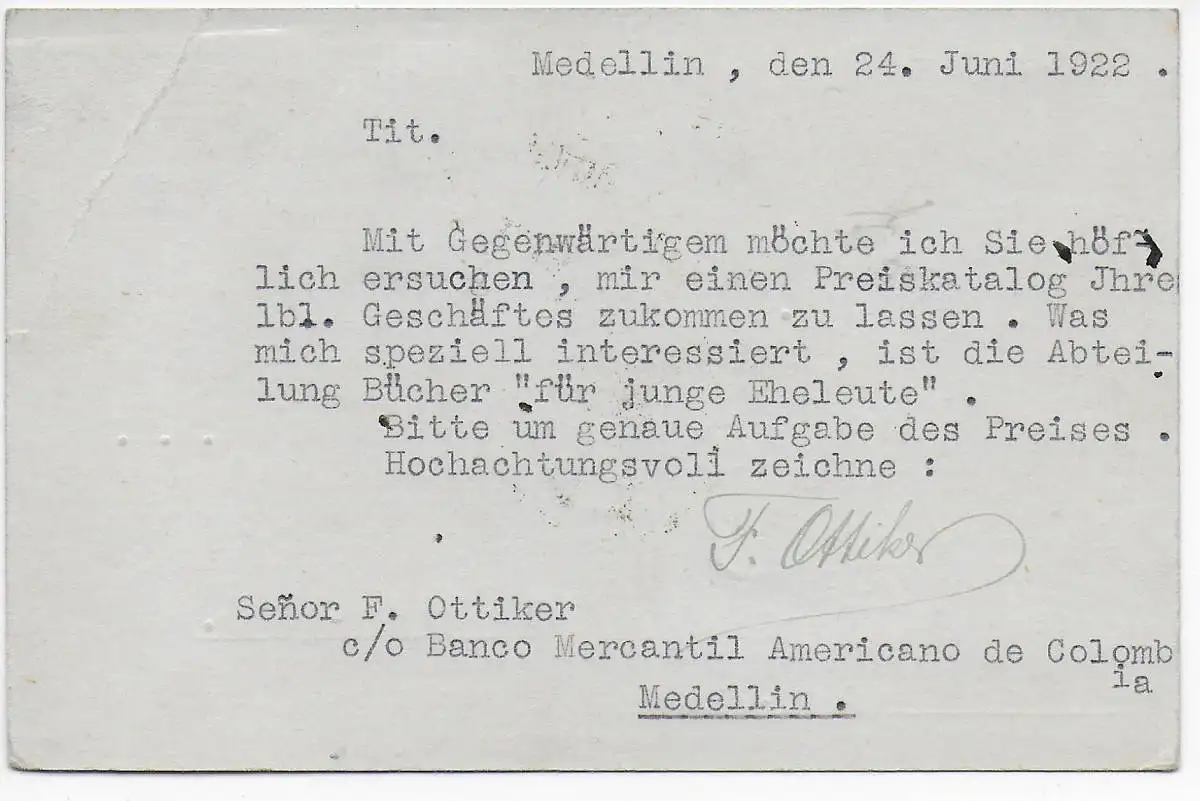 Medellin , den 24. Juni 1922 .
Tit.
Mit Gegenwärtigem möchte ich Sie höf-
lich ersuchen , mir einen Preiskatalog Jhre
lbl. Geschäftes zukommen zu lassen . Was
mich speziell interessiert , ist die Abtei-
lung Bücher "für junge Eheleute" .
Bitte um genaue Aufgabe des Preises .
Hochachtungsvoll zeichne :
F. Ottiker
Señor F. Ottiker
c/o Banco Mercantil Americano de Colomb
ia
Medellin .